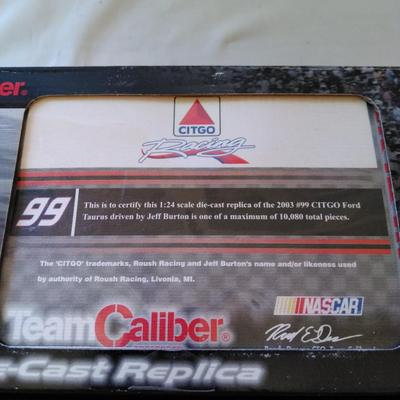 er®
CITGO
Racing
99
This is to certify this 1:24 scale die-cast replica of the 2003 #99 CITGO Ford
Taurus driven by Jeff Burton is one of a maximum of 10,080 total pieces.
The 'CITGO' trademarks, Roush Racing and Jeff Burton's name and/or likeness used
by authority of Roush Racing, Livonia, MI.
NASCAR
Team Caliber®
e-Cast Replica